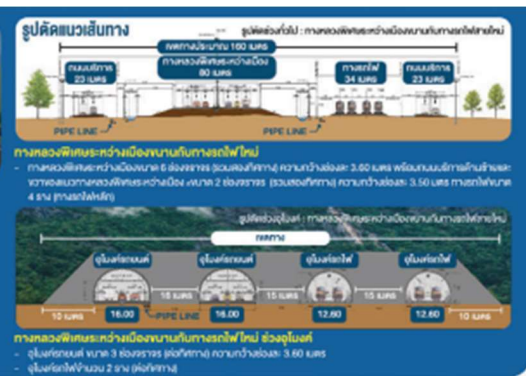 รูปตัดแนวเส้นทาง
รูปตัดช่วงทั่วไป : ทางหลวงพิเศษระหว่างเมืองขนานกับทางรถไฟสายใหม่
เขตทางประมาณ 160 เมตร
ถนนบริการ
23 เมตร
ทางหลวงพิเศษระหว่างเมือง
80 เมตร
ทางรถไฟ
34 เมตร
ถนนบริการ
23 เมตร
PIPE LINE
PIPE LINE
ทางหลวงพิเศษระหว่างเมืองขนานกับทางรถไฟใหม่
- ทางหลวงพิเศษระหว่างเมืองขนาด 6 ช่องจราจร (รวมสองทิศทาง) ความกว้างช่องละ 3.60 เมตร พร้อมถนนบริการด้านซ้ายและ
ขวาของแนวทางหลวงพิเศษระหว่างเมือง ขนาด 2 ช่องจราจร (รวมสองทิศทาง) ความกว้างช่องละ 3.50 เมตร ทางรถไฟขนาด
4 ราง (ทางรถไฟหลัก)
รูปตัดช่วงอุโมงค์ : ทางหลวงพิเศษระหว่างเมืองขนานกับทางรถไฟสายใหม่
เขตทาง
อุโมงค์รถยนต์
อุโมงค์รถยนต์
อุโมงค์รถไฟ
อุโมงค์รถไฟ
15 เมตร
15 เมตร
15 เมตร
10 เมตร
16.00
PIPE LINE
16.00
12.60
12.60
10 เมตร
ทางหลวงพิเศษระหว่างเมืองขนานกับทางรถไฟใหม่ ช่วงอุโมงค์
- อุโมงค์รถยนต์ ขนาด 3 ช่องจราจร (ต่อทิศทาง) ความกว้างช่องละ 3.60 เมตร
- อุโมงค์รถไฟจำนวน 2 ราง (ต่อทิศทาง)